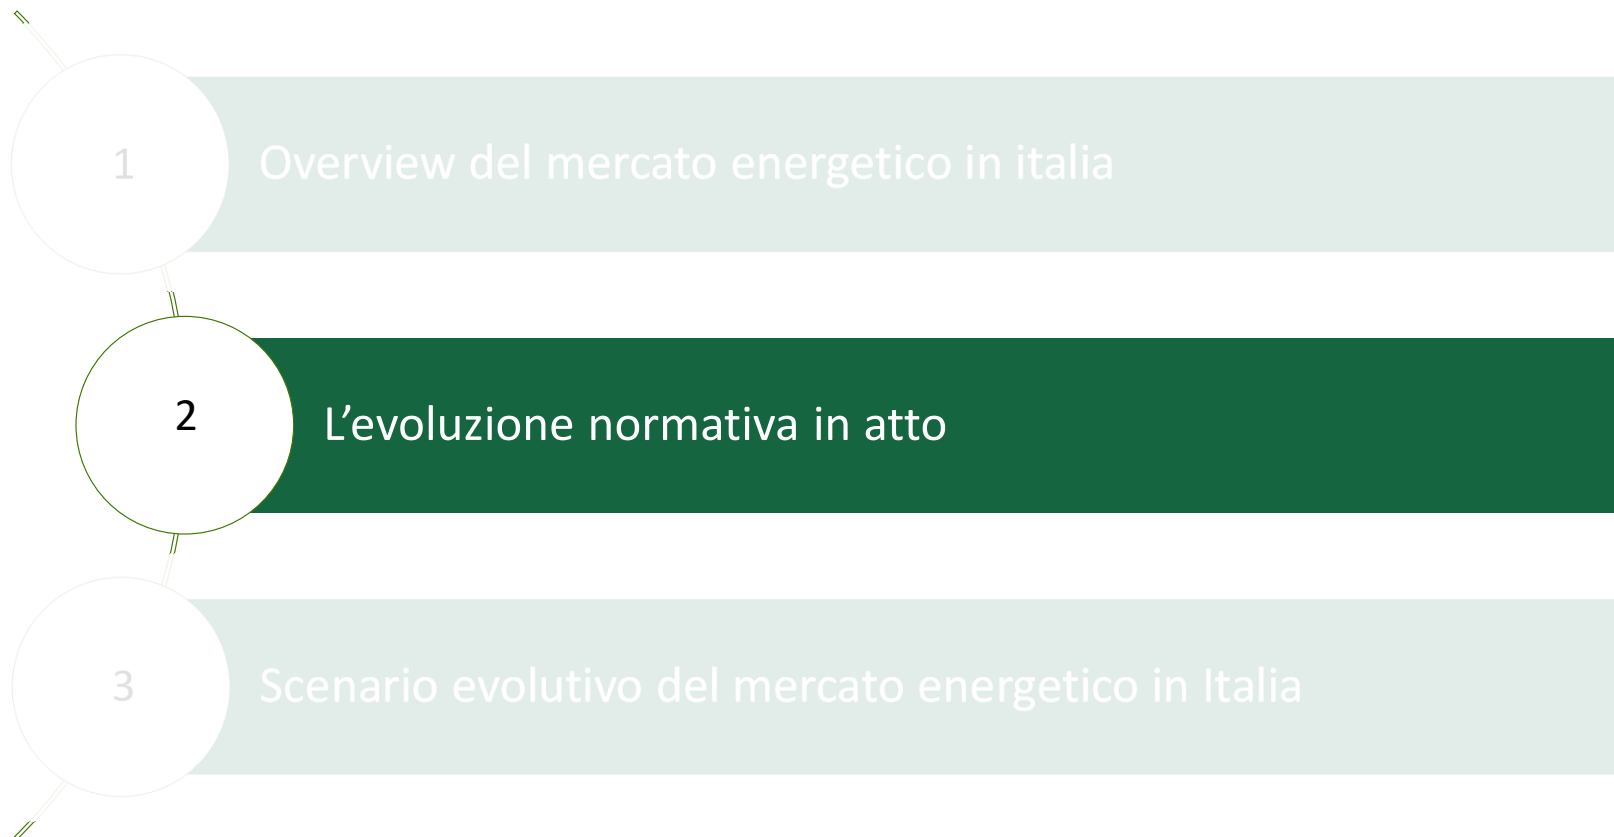 1
Overview del mercato energetico in italia
2
L’evoluzione normativa in atto
3
Scenario evolutivo del mercato energetico in Italia